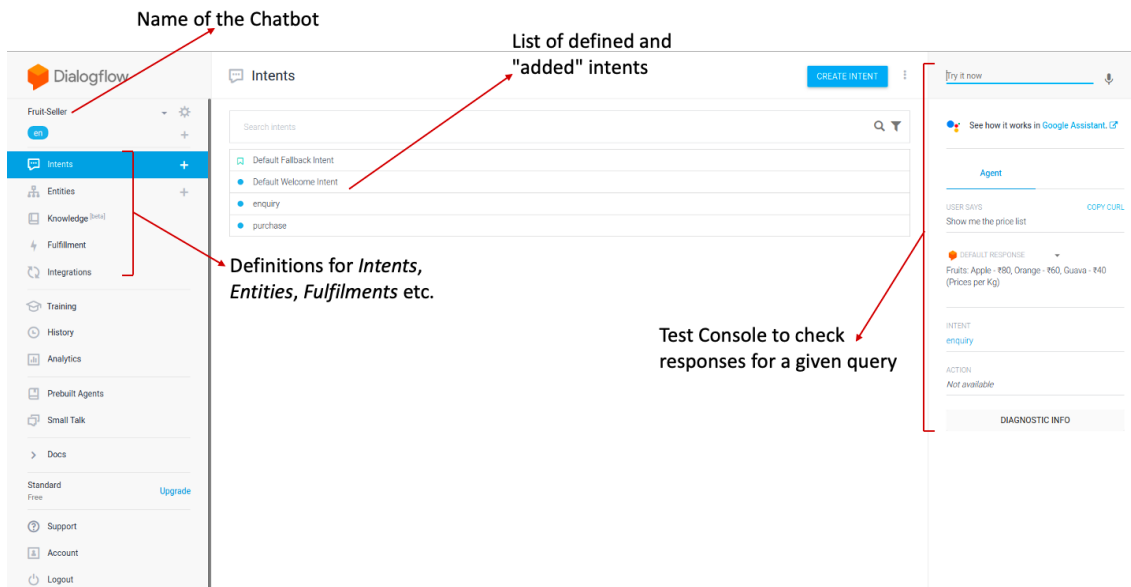 Name of the Chatbot
List of defined and
"added" intents
Dialogflow
Intents
CREATE INTENT
Try it now
Fruit-Seller
en
Search intents
See how it works in Google Assistant.
Intents
Default Fallback Intent
Default Welcome Intent
Agent
Entities
enquiry
Knowledge [beta]
purchase
USER SAYS
COPY CURL
Show me the price list
Fulfillment
Integrations
Definitions for Intents,
Entities, Fulfilments etc.
DEFAULT RESPONSE
Fruits: Apple - ₹80, Orange - ₹60, Guava - ₹40
(Prices per Kg)
Training
History
Analytics
Test Console to check
responses for a given query
INTENT
enquiry
ACTION
Not available
Prebuilt Agents
Small Talk
DIAGNOSTIC INFO
Docs
Standard
Free
Upgrade
Support
Account
Logout